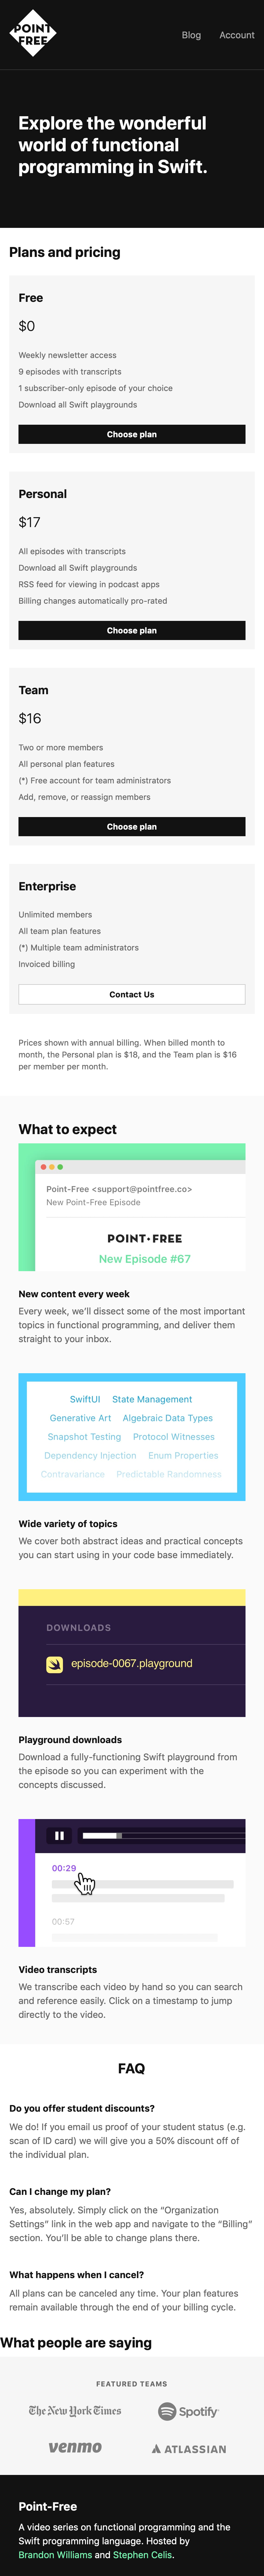 POINT
FREE
Blog Account
Explore the wonderful
world of functional
programming in Swift.
Plans and pricing
Free
$0
Weekly newsletter access
9 episodes with transcripts
1 subscriber-only episode of your choice
Download all Swift playgrounds
Choose plan
Personal
$17
All episodes with transcripts
Download all Swift playgrounds
RSS feed for viewing in podcast apps
Billing changes automatically pro-rated
Choose plan
Team
$16
Two or more members
All personal plan features
(*) Free account for team administrators
Add, remove, or reassign members
Choose plan
Enterprise
Unlimited members
All team plan features
(*) Multiple team administrators
Invoiced billing
Contact Us
Prices shown with annual billing. When billed month to
month, the Personal plan is $18, and the Team plan is $16
per member per month.
What to expect
Point-Free <support@pointfree.co>
New Point-Free Episode
POINT•FREE
New Episode #67
New content every week
Every week, we’ll dissect some of the most important
topics in functional programming, and deliver them
straight to your inbox.
SwiftUI State Management
Generative Art Algebraic Data Types
Snapshot Testing Protocol Witnesses
Dependency Injection Enum Properties
Contravariance Predictable Randomness
Wide variety of topics
We cover both abstract ideas and practical concepts
you can start using in your code base immediately.
DOWNLOADS
episode-0067.playground
Playground downloads
Download a fully-functioning Swift playground from
the episode so you can experiment with the
concepts discussed.
00:29
00:57
Video transcripts
We transcribe each video by hand so you can search
and reference easily. Click on a timestamp to jump
directly to the video.
FAQ
Do you offer student discounts?
We do! If you email us proof of your student status (e.g.
scan of ID card) we will give you a 50% discount off of
the individual plan.
Can I change my plan?
Yes, absolutely. Simply click on the “Organization
Settings” link in the web app and navigate to the “Billing”
section. You’ll be able to change plans there.
What happens when I cancel?
All plans can be canceled any time. Your plan features
remain available through the end of your billing cycle.
What people are saying
FEATURED TEAMS
The New York Times Spotify
venmo ATLASSIAN
Point-Free
A video series on functional programming and the
Swift programming language. Hosted by
Brandon Williams and Stephen Celis.